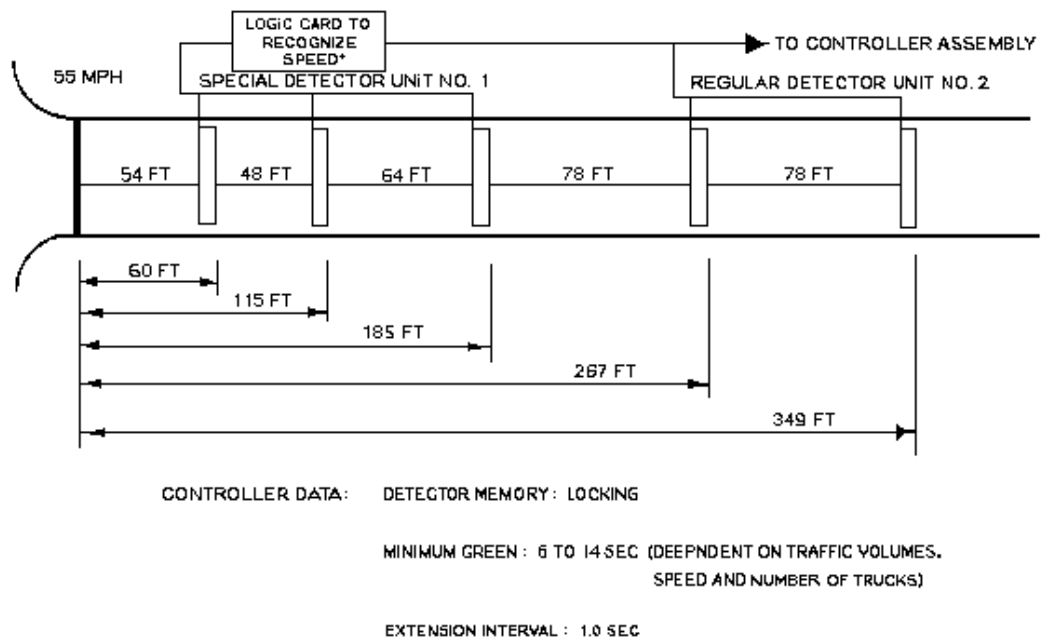 LOGIC CARD TO
RECOGNIZE
SPEED+
TO CONTROLLER ASSEMBLY
55 MPH
SPECIAL DETECTOR UNIT NO. 1
REGULAR DETECTOR UNIT NO. 2
54 FT
48 FT
64 FT
78 FT
78 FT
60 FT
115 FT
185 FT
267 FT
349 FT
CONTROLLER DATA: DETECTOR MEMORY: LOCKING
MINIMUM GREEN: 6 TO 14 SEC (DEEPNDENT ON TRAFFIC VOLUMES.
SPEED AND NUMBER OF TRUCKS)
EXTENSION INTERVAL: 1.0 SEC